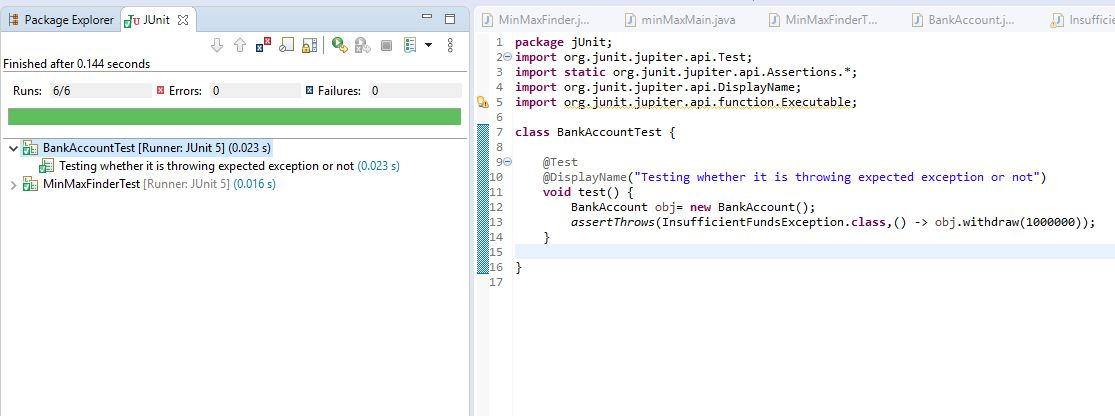 Package Explorer JUnit
Finished after 0.144 seconds
Runs: 6/6 Errors: 0 Failures: 0
BankAccountTest [Runner: JUnit 5] (0.023 s)
Testing whether it is throwing expected exception or not (0.023 s)
MinMaxFinderTest [Runner: JUnit 5] (0.016 s)
MinMaxFinder.j... minMaxMain.java MinMaxFinderT... BankAccount.j... Insufficie
1 package jUnit;
2 import org.junit.jupiter.api.Test;
3 import static org.junit.jupiter.api.Assertions.*;
4 import org.junit.jupiter.api.DisplayName;
5 import org.junit.jupiter.api.function.Executable;
6
7 class BankAccountTest {
8
9 @Test
10 @DisplayName("Testing whether it is throwing expected exception or not")
11 void test() {
12 BankAccount obj= new BankAccount();
13 assertThrows(InsufficientFundsException.class,() -> obj.withdraw(1000000));
14 }
15
16 }
17